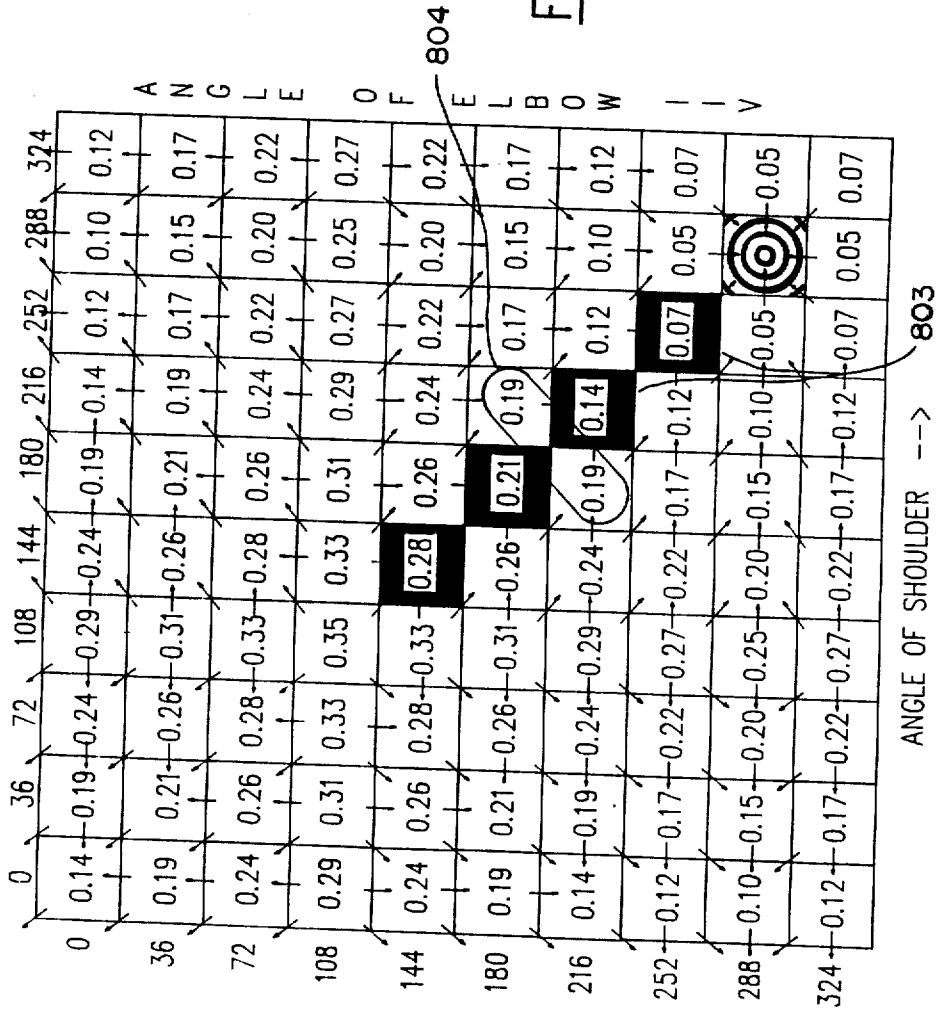 0 36 72 108 144 180 216 252 288 324
0 0.14 0.19 0.24 0.29 0.24 0.19 0.14 0.12 0.10 0.12
36 0.19 0.21 0.26 0.31 0.26 0.21 0.19 0.17 0.15 0.17
72 0.24 0.26 0.28 0.33 0.28 0.26 0.24 0.22 0.20 0.22
108 0.29 0.31 0.33 0.35 0.33 0.31 0.29 0.27 0.25 0.27
144 0.24 0.26 0.28 0.33 0.28 0.26 0.24 0.22 0.20 0.22
180 0.19 0.21 0.26 0.31 0.26 0.21 0.19 0.17 0.15 0.17
216 0.14 0.19 0.24 0.29 0.24 0.19 0.14 0.12 0.10 0.12
252 0.12 0.17 0.22 0.27 0.22 0.17 0.12 0.07 0.05 0.07
288 0.10 0.15 0.20 0.25 0.20 0.15 0.10 0.05 0.05
324 0.12 0.17 0.22 0.27 0.22 0.17 0.12 0.07 0.05 0.07
ANGLE OF ELBOW | | V
804
F
803
ANGLE OF SHOULDER -->